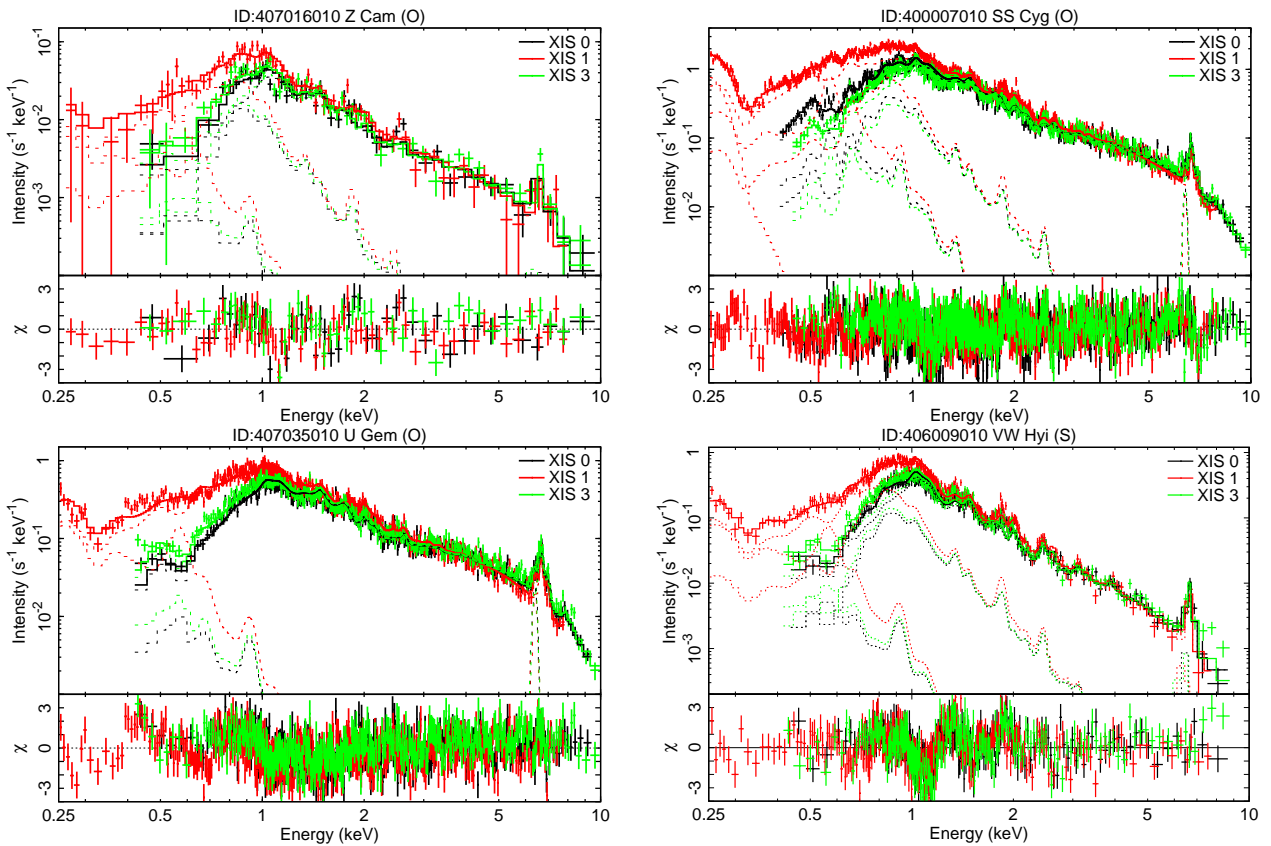 ID:407016010 Z Cam (O)
XIS 0
XIS 1
XIS 3
Intensity (s⁻¹ keV⁻¹)
10⁻¹
10⁻²
10⁻³
χ
3
0
-3
0.25 0.5 1 2 5 10
Energy (keV)
ID:400007010 SS Cyg (O)
XIS 0
XIS 1
XIS 3
Intensity (s⁻¹ keV⁻¹)
1
10⁻¹
10⁻²
χ
3
0
-3
0.25 0.5 1 2 5 10
Energy (keV)
ID:407035010 U Gem (O)
XIS 0
XIS 1
XIS 3
Intensity (s⁻¹ keV⁻¹)
1
10⁻¹
10⁻²
χ
3
0
-3
0.25 0.5 1 2 5 10
Energy (keV)
ID:406009010 VW Hyi (S)
XIS 0
XIS 1
XIS 3
Intensity (s⁻¹ keV⁻¹)
1
10⁻¹
10⁻²
10⁻³
χ
3
0
-3
0.25 0.5 1 2 5 10
Energy (keV)